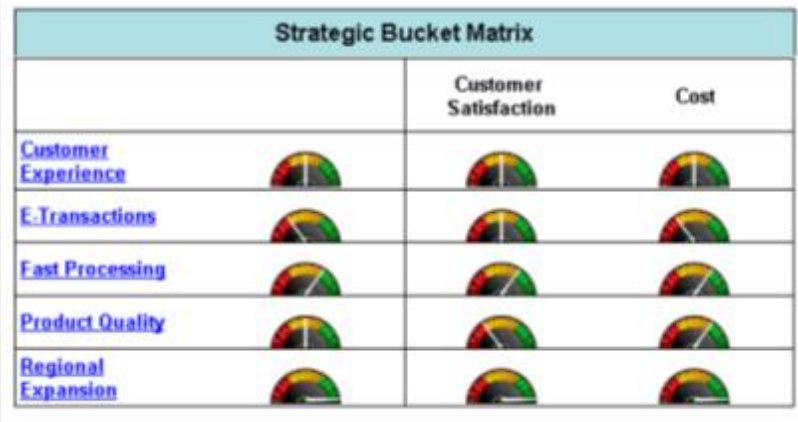 Strategic Bucket Matrix
Customer
Satisfaction
Cost
Customer
Experience
E-Transactions
Fast Processing
Product Quality
Regional
Expansion